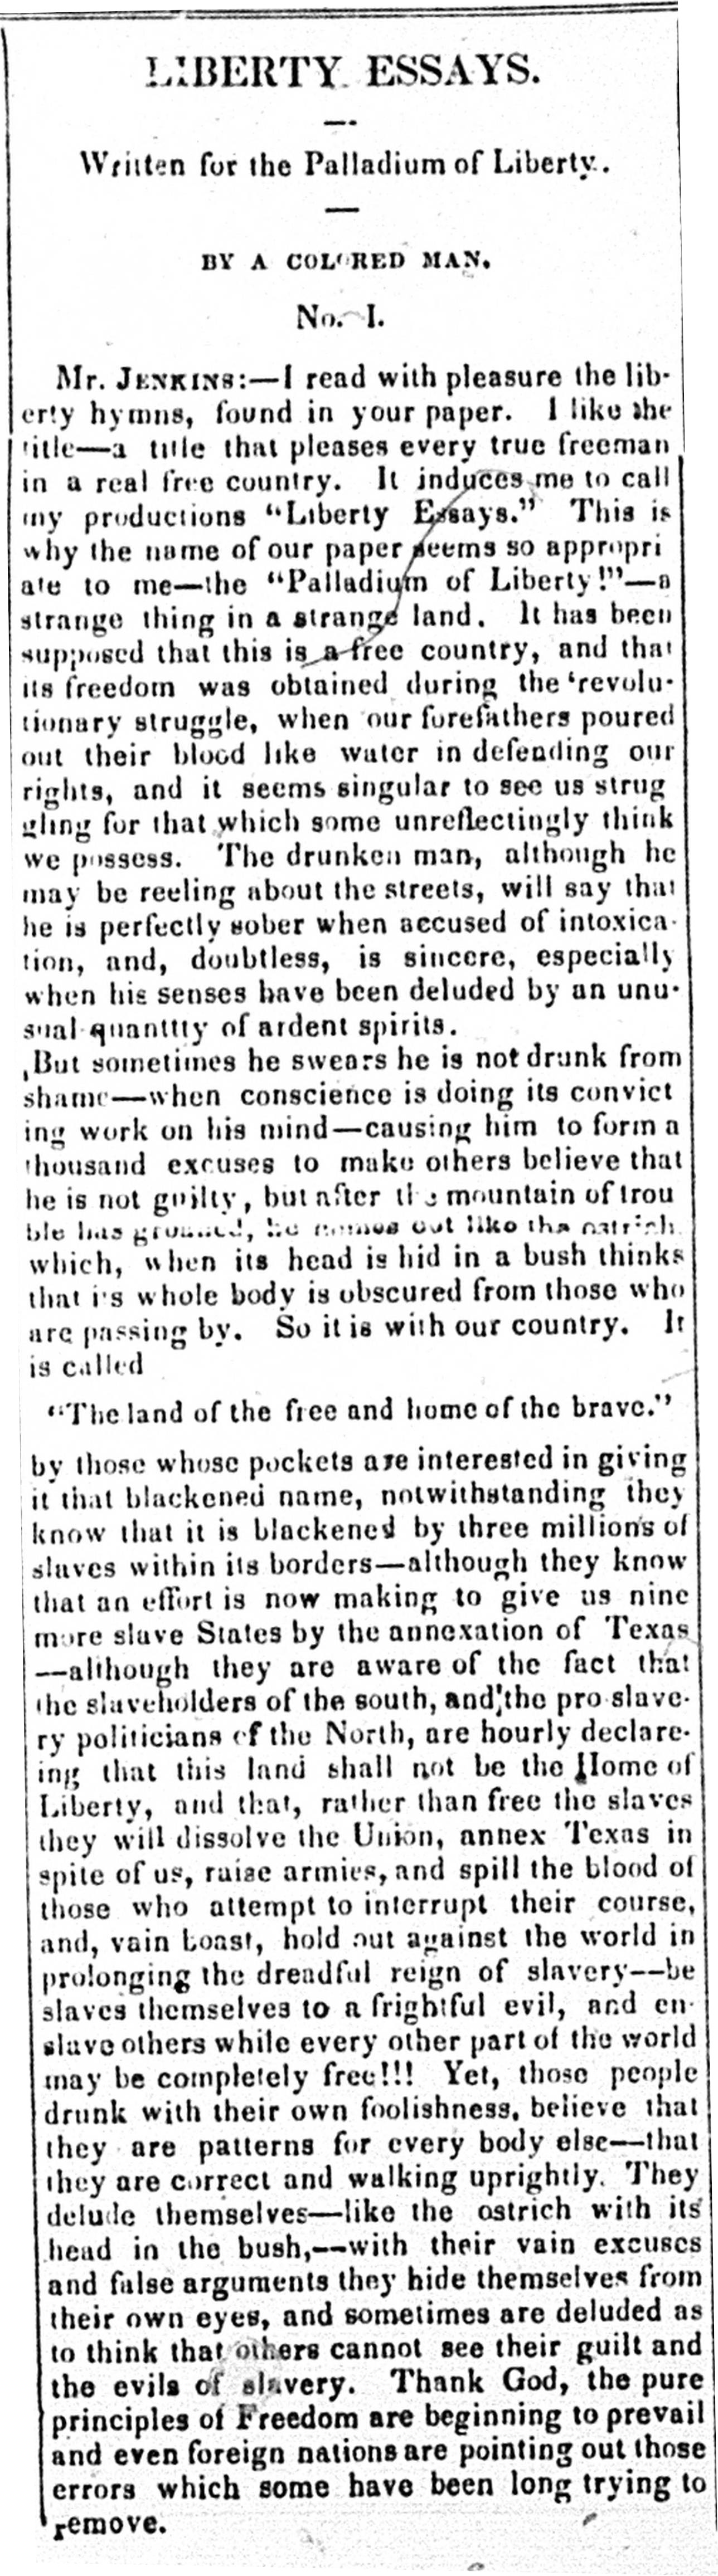 LIBERTY ESSAYS.
Written for the Palladium of Liberty.
BY A COLORED MAN.
No. I.
Mr. Jenkins:—I read with pleasure the lib-
erty hymns, found in your paper. I like the
title—a title that pleases every true freeman
in a real free country. It induces me to call
my productions "Liberty Essays." This is
why the name of our paper seems so appropri
ate to me—the "Palladium of Liberty!"—a
strange thing in a strange land. It has been
supposed that this is a free country, and that
its freedom was obtained during the 'revolu-
tionary struggle, when our forefathers poured
out their blood like water in defending our
rights, and it seems singular to see us strug
gling for that which some unreflectingly think
we possess. The drunken man, although he
may be reeling about the streets, will say that
he is perfectly sober when accused of intoxica-
tion, and, doubtless, is sincere, especially
when his senses have been deluded by an unu-
sual quanttty of ardent spirits.
But sometimes he swears he is not drunk from
shame—when conscience is doing its convict
ing work on his mind—causing him to form a
thousand excuses to make others believe that
he is not guilty, but after the mountain of trou
ble has he out like the ostrich
which, when its head is hid in a bush thinks
that i's whole body is obscured from those who
are passing by. So it is with our country. It
is called
"The land of the free and home of the brave."
by those whose pockets are interested in giving
it that blackened name, notwithstanding they
know that it is blackened by three millions of
slaves within its borders—although they know
that an effort is now making to give us nine
more slave States by the annexation of Texas
—although they are aware of the fact that
the slaveholders of the south, and the pro slave-
ry politicians of the North, are hourly declare-
ing that this land shall not be the Home of
Liberty, and that, rather than free the slaves
they will dissolve the Union, annex Texas in
spite of us, raise armies, and spill the blood of
those who attempt to interrupt their course,
and, vain boast, hold out against the world in
prolonging the dreadful reign of slavery—be
slaves themselves to a frightful evil, and en-
slave others while every other part of the world
may be completely free!!! Yet, those people
drunk with their own foolishness, believe that
they are patterns for every body else—that
they are correct and walking uprightly. They
delude themselves—like the ostrich with its
head in the bush,—with their vain excuses
and false arguments they hide themselves from
their own eyes, and sometimes are deluded as
to think that others cannot see their guilt and
the evils of slavery. Thank God, the pure
principles of Freedom are beginning to prevail
and even foreign nations are pointing out those
errors which some have been long trying to
remove.